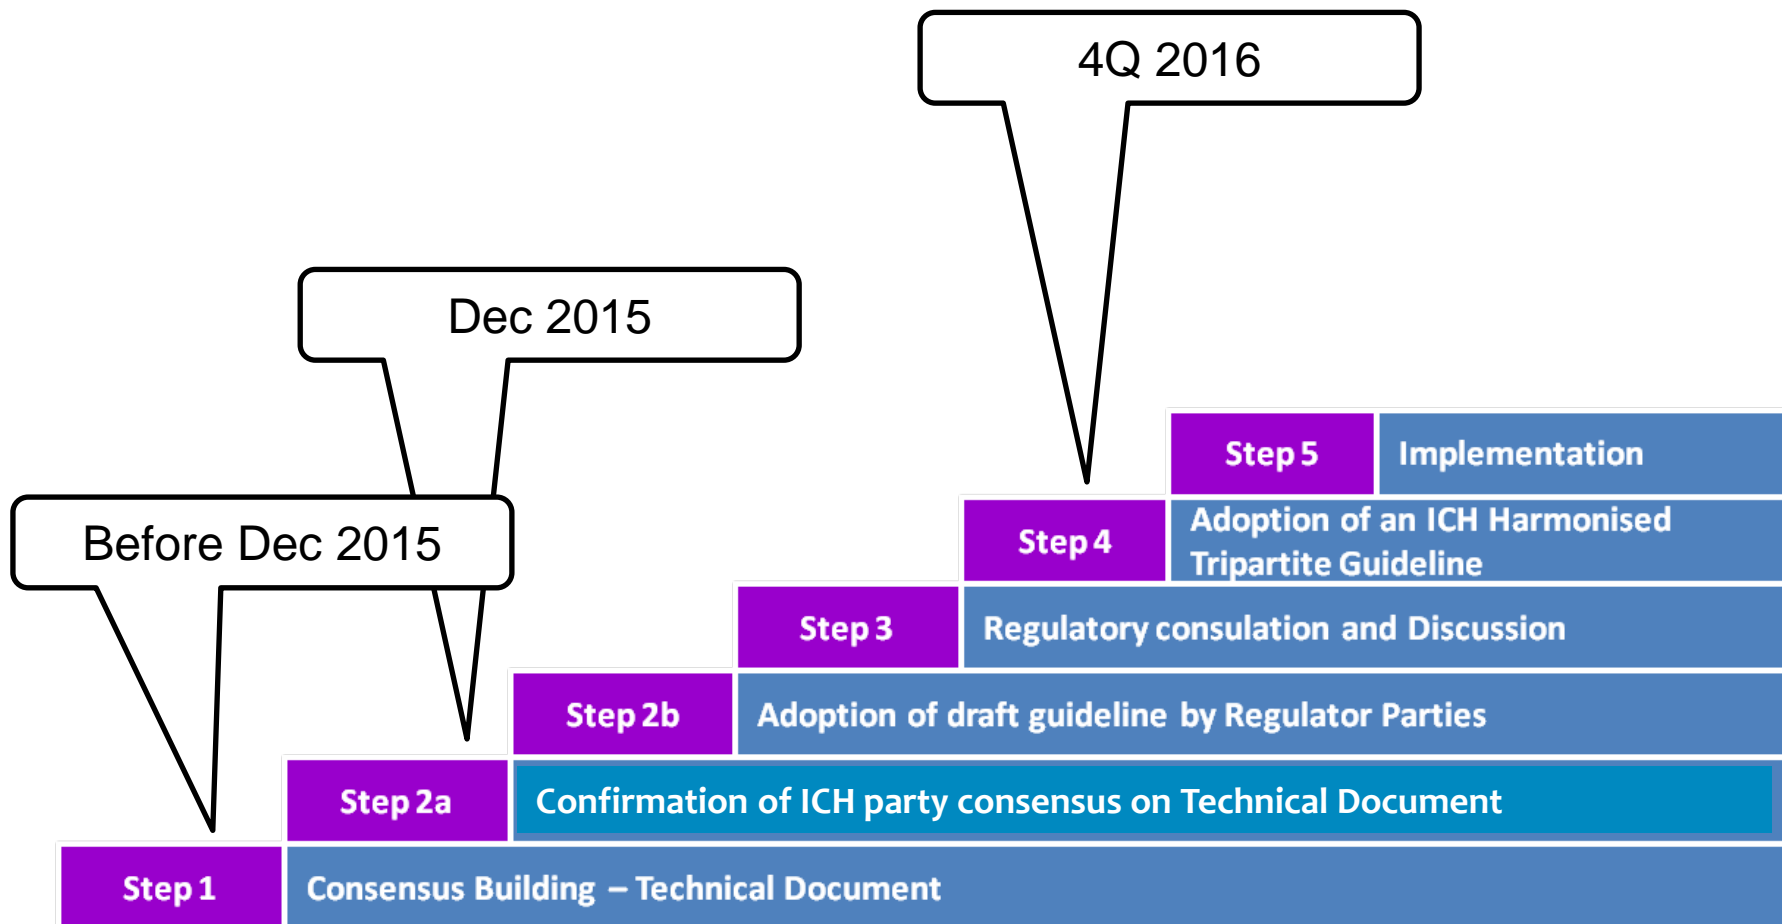 4Q 2016
Dec 2015
Before Dec 2015
Step 5
Implementation
Step 4
Adoption of an ICH Harmonised
Tripartite Guideline
Step 3
Regulatory consulation and Discussion
Step 2b
Adoption of draft guideline by Regulator Parties
Step 2a
Confirmation of ICH party consensus on Technical Document
Step 1
Consensus Building – Technical Document